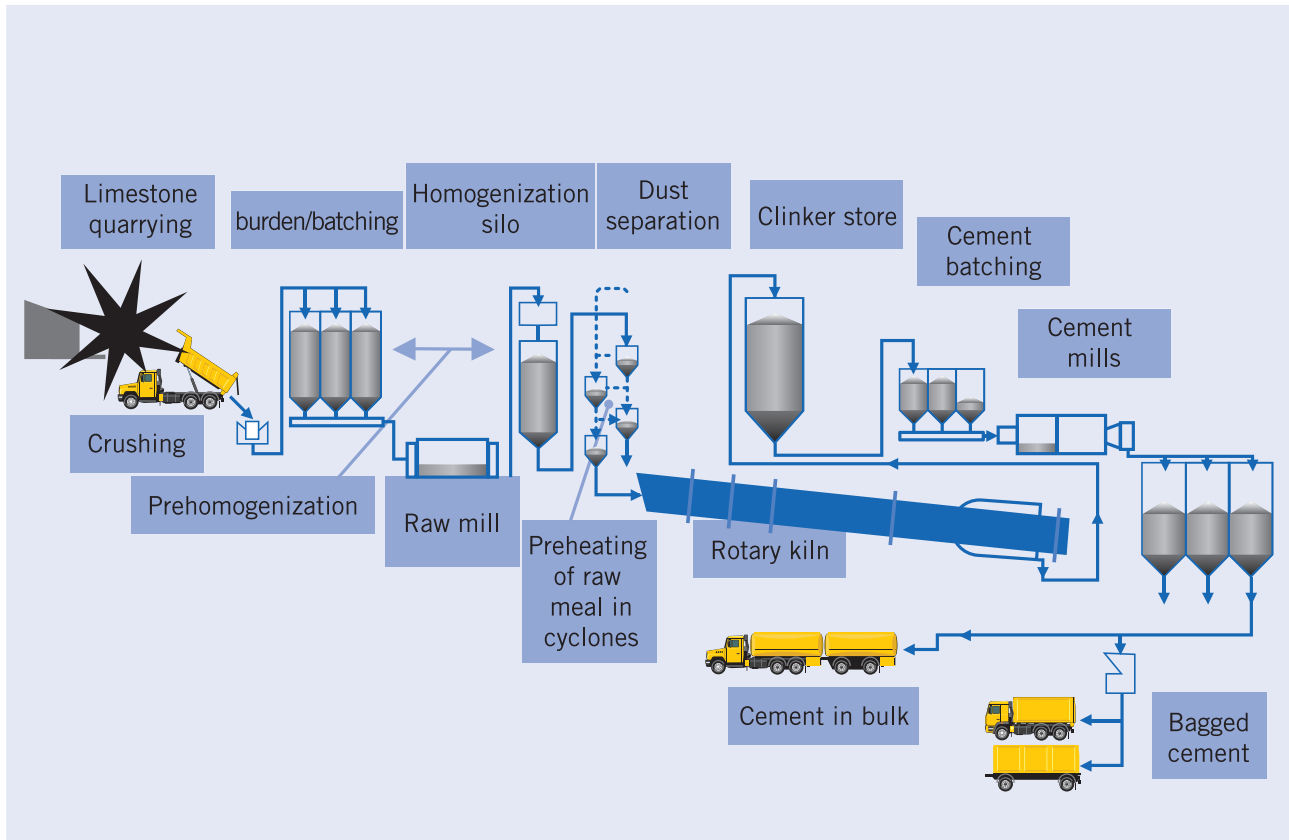 Limestone
quarrying
burden/batching
Homogenization
silo
Dust
separation
Clinker store
Cement
batching
Cement
mills
Crushing
Prehomogenization
Raw mill
Preheating
of raw
meal in
cyclones
Rotary kiln
Cement in bulk
Bagged
cement